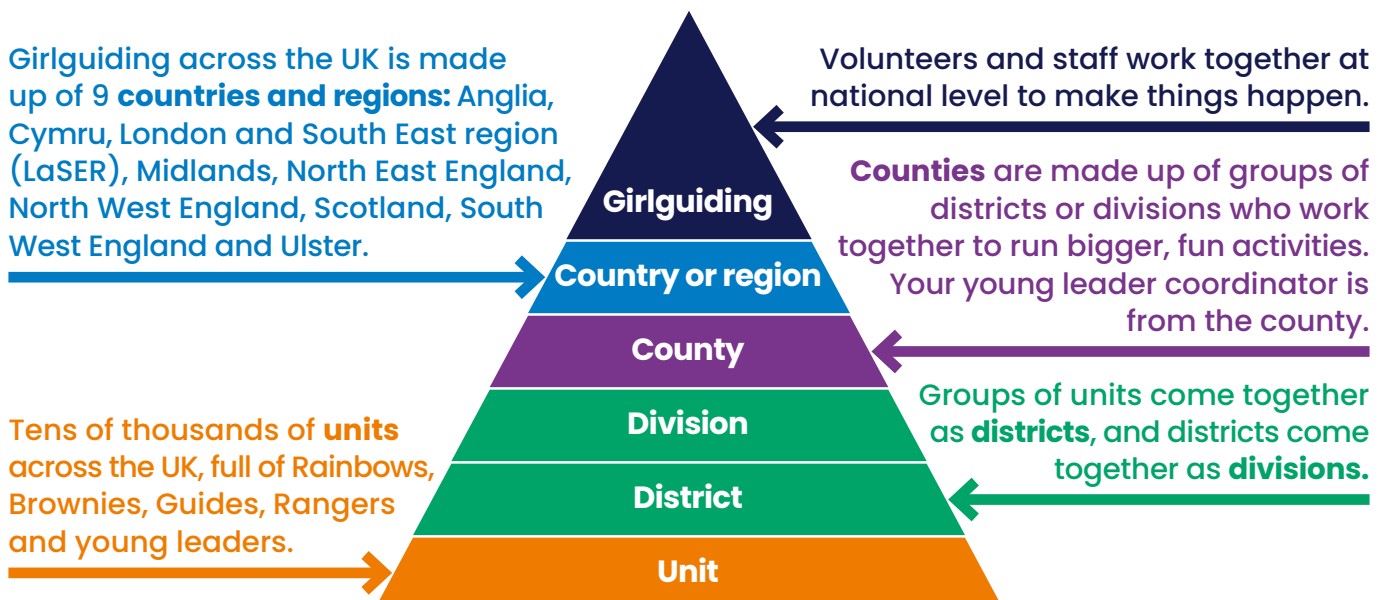 Girlguiding across the UK is made
up of 9 countries and regions: Anglia,
Cymru, London and South East region
(LaSER), Midlands, North East England,
North West England, Scotland, South
West England and Ulster.
Volunteers and staff work together at
national level to make things happen.
Counties are made up of groups of
districts or divisions who work
together to run bigger, fun activities.
Your young leader coordinator is
from the county.
Groups of units come together
as districts, and districts come
together as divisions.
Tens of thousands of units
across the UK, full of Rainbows,
Brownies, Guides, Rangers
and young leaders.
Girlguiding
Country or region
County
Division
District
Unit